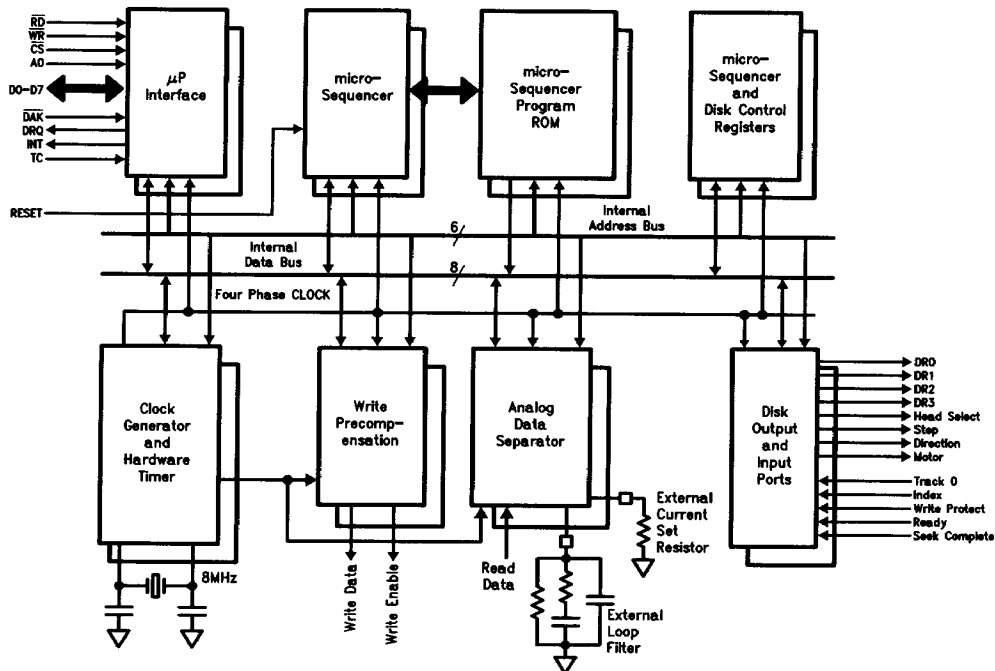 RD
WR
CS
A0
D0-D7
DAK
DRQ
INT
TC
RESET
μP
Interface
micro-
Sequencer
micro-
Sequencer
Program
ROM
micro-
Sequencer
and
Disk Control
Registers
6
Internal
Address Bus
Internal
Data Bus
8
Four Phase CLOCK
Clock
Generator
and
Hardware
Timer
8MHz
Write
Precomp-
ensation
Write Data
Write Enable
Analog
Data
Separator
Read
Data
External
Current
Set
Resistor
External
Loop
Filter
Disk
Output
and
Input
Ports
DR0
DR1
DR2
DR3
Head Select
Step
Direction
Motor
Track 0
Index
Write Protect
Ready
Seek Complete